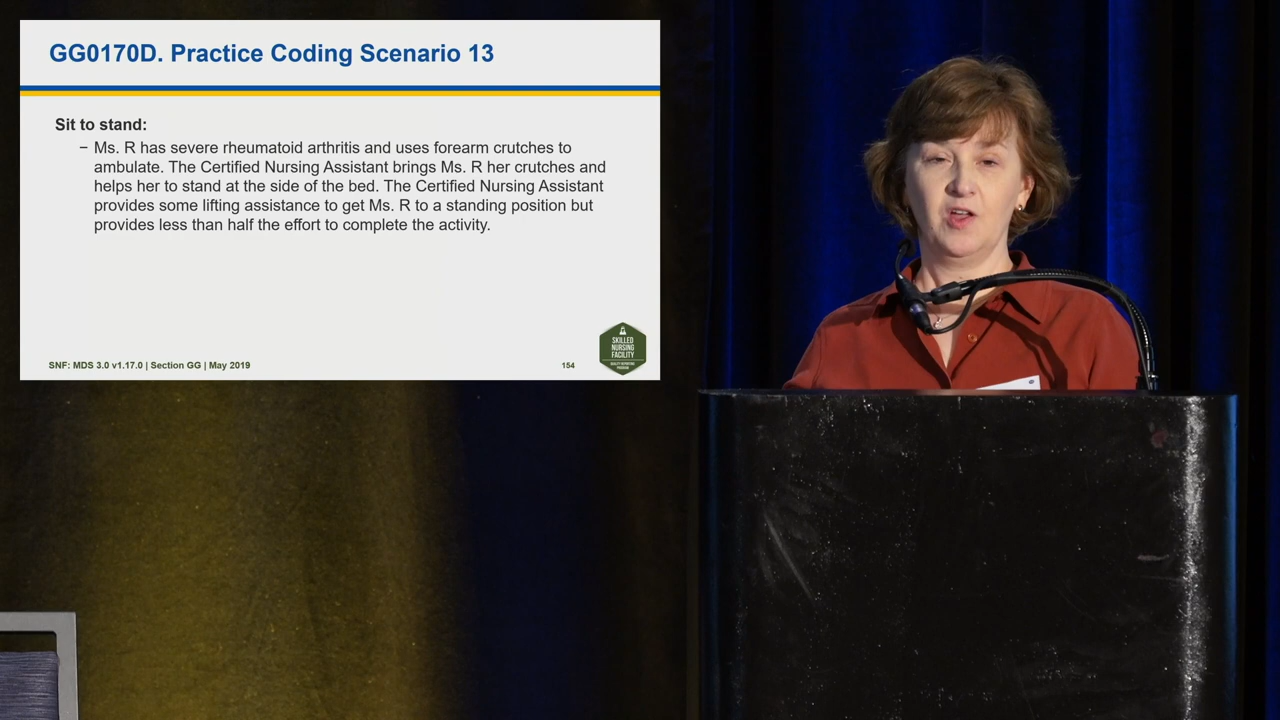 GG0170D. Practice Coding Scenario 13
Sit to stand:
− Ms. R has severe rheumatoid arthritis and uses forearm crutches to
ambulate. The Certified Nursing Assistant brings Ms. R her crutches and
helps her to stand at the side of the bed. The Certified Nursing Assistant
provides some lifting assistance to get Ms. R to a standing position but
provides less than half the effort to complete the activity.
SKILLED
NURSING
FACILITY
QUALITY REPORTING
PROGRAM
SNF: MDS 3.0 v1.17.0 | Section GG | May 2019
154